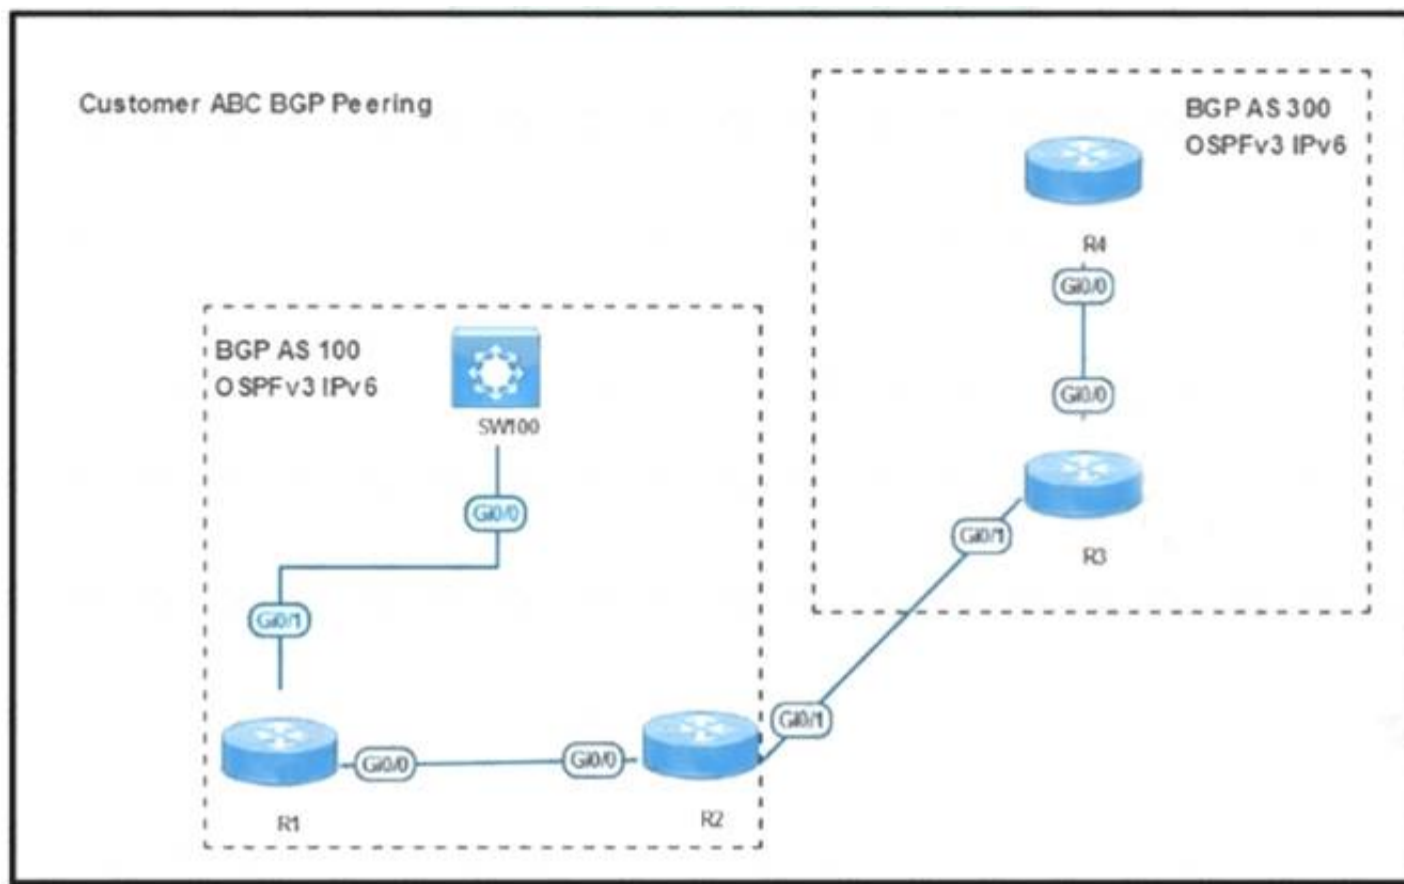 Customer ABC BGP Peering
BGP AS 300
OSPFv3 IPv6
R4
Gi0/0
Gi0/0
R3
Gi0/1
BGP AS 100
OSPFv3 IPv6
SW100
Gi0/0
Gi0/1
R1
Gi0/0
Gi0/0
R2
Gi0/1